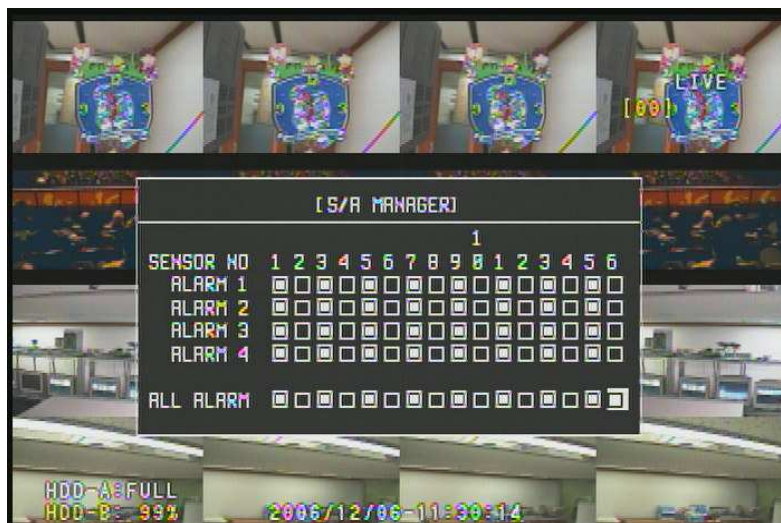 LIVE
[00]
[S/A MANAGER]
1
SENSOR NO 1 2 3 4 5 6 7 8 9 0 1 2 3 4 5 6
ALARM 1
ALARM 2
ALARM 3
ALARM 4
ALL ALARM
HDD-A:FULL
HDD-B: 99%
2006/12/06-11:30:14